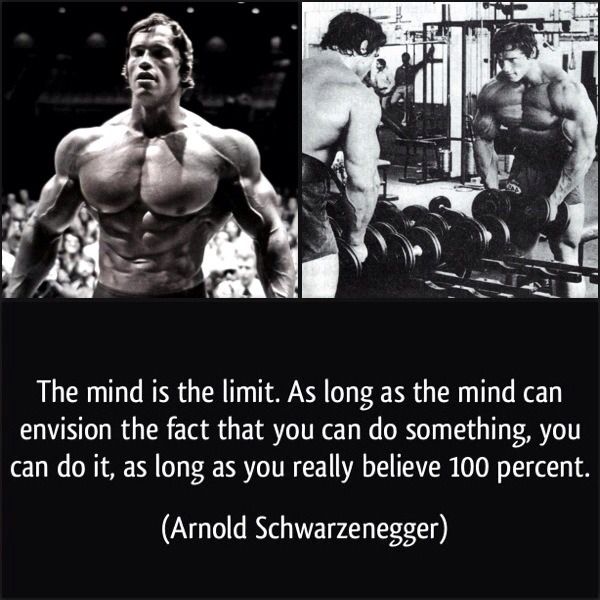 The mind is the limit. As long as the mind can
envision the fact that you can do something, you
can do it, as long as you really believe 100 percent.
(Arnold Schwarzenegger)